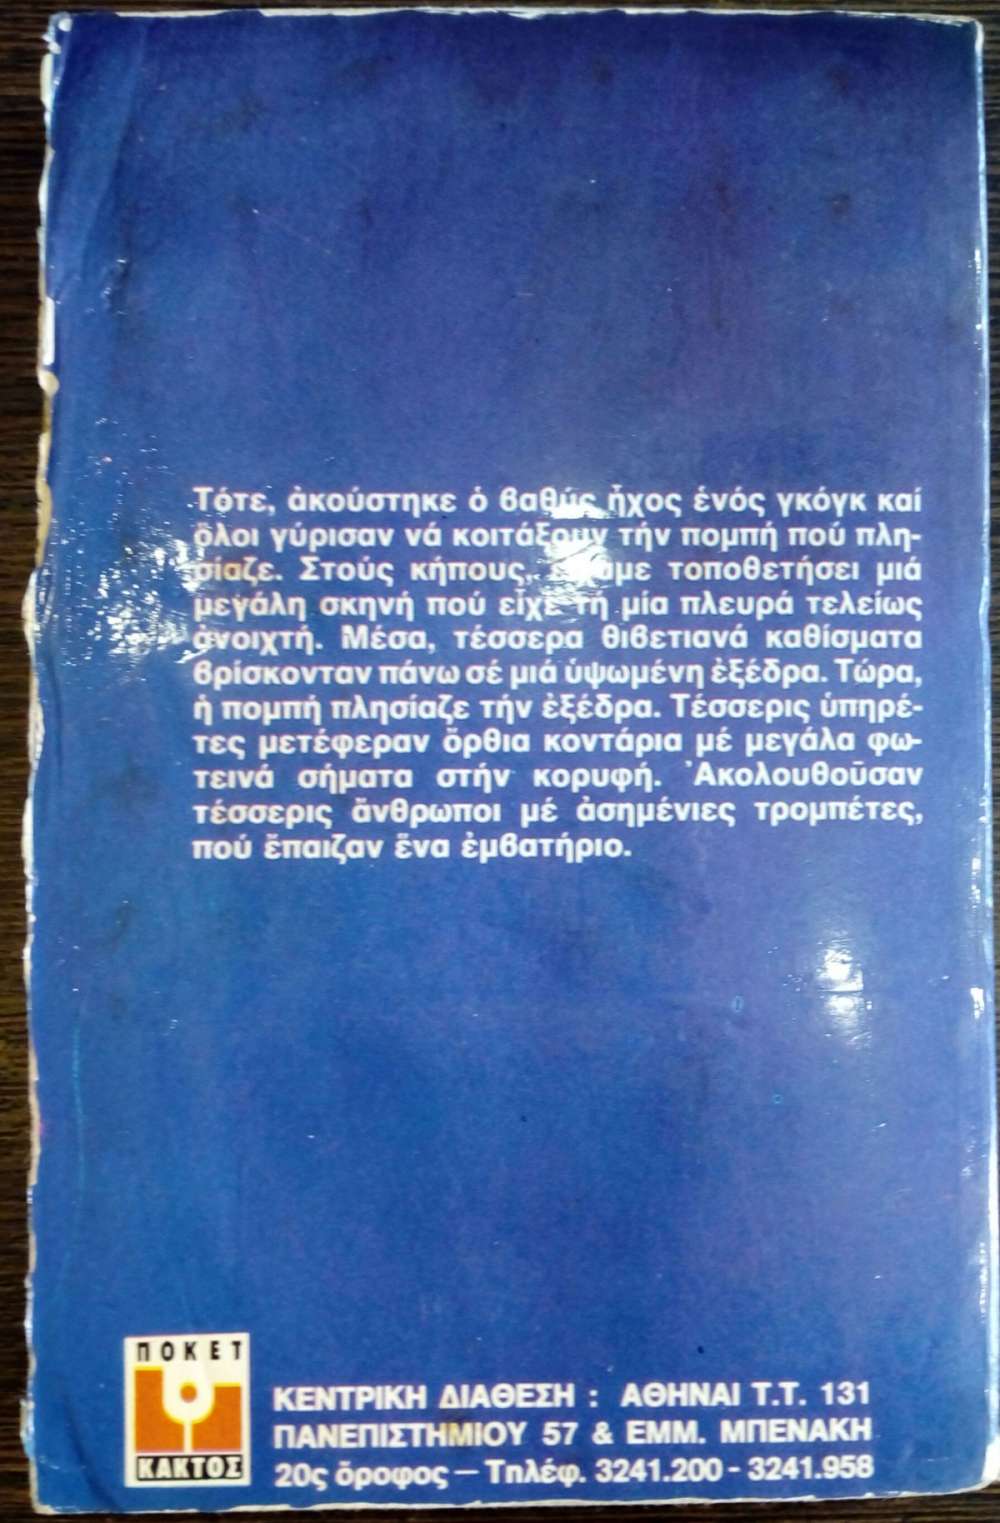 Τότε, ἀκούστηκε ὁ βαθύς ἦχος ἑνός γκόγκ καί
ὅλοι γύρισαν νά κοιτάξουν τήν πομπή πού πλη-
σίαζε. Στούς κήπους, τοποθετήσει μιά
μεγάλη σκηνή πού εἶχε τή μία πλευρά τελείως
ἀνοιχτή. Μέσα, τέσσερα θιβετιανά καθίσματα
βρίσκονταν πάνω σέ μιά ὑψωμένη ἐξέδρα. Τώρα,
ἡ πομπή πλησίαζε τήν ἐξέδρα. Τέσσερις ὑπηρέ-
τες μετέφεραν ὄρθια κοντάρια μέ μεγάλα φω-
τεινά σήματα στήν κορυφή. Ἀκολουθοῦσαν
τέσσερις ἄνθρωποι μέ ἀσημένιες τρομπέτες,
πού ἔπαιζαν ἕνα ἐμβατήριο.
ΠΟΚΕΤ
ΚΑΚΤΟΣ
ΚΕΝΤΡΙΚΗ ΔΙΑΘΕΣΗ : ΑΘΗΝΑΙ Τ.Τ. 131
ΠΑΝΕΠΙΣΤΗΜΙΟΥ 57 & ΕΜΜ. ΜΠΕΝΑΚΗ
20ς ὄροφος — Τηλέφ. 3241.200 - 3241.958